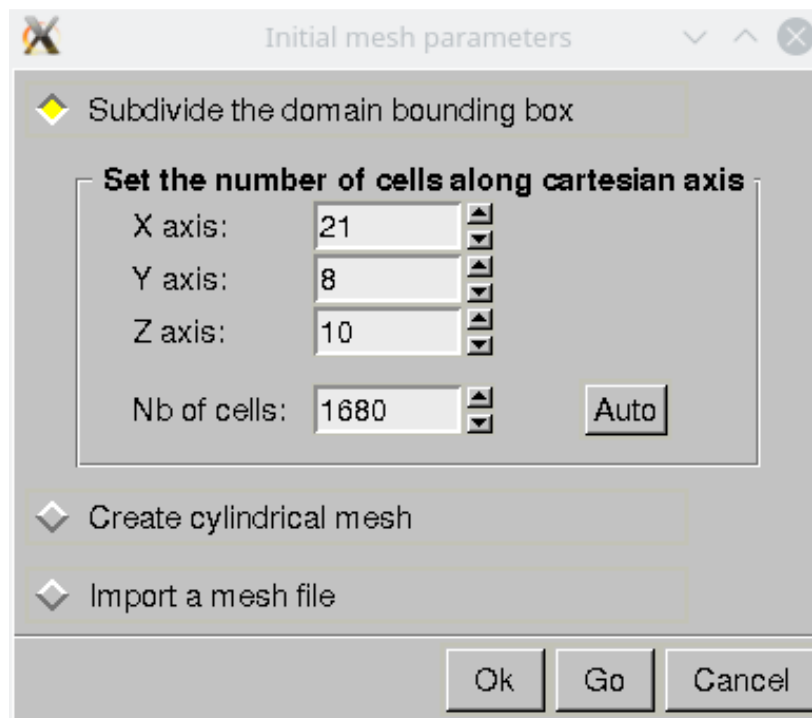 Initial mesh parameters
Subdivide the domain bounding box
Set the number of cells along cartesian axis
X axis: 21
Y axis: 8
Z axis: 10
Nb of cells: 1680 Auto
Create cylindrical mesh
Import a mesh file
Ok Go Cancel